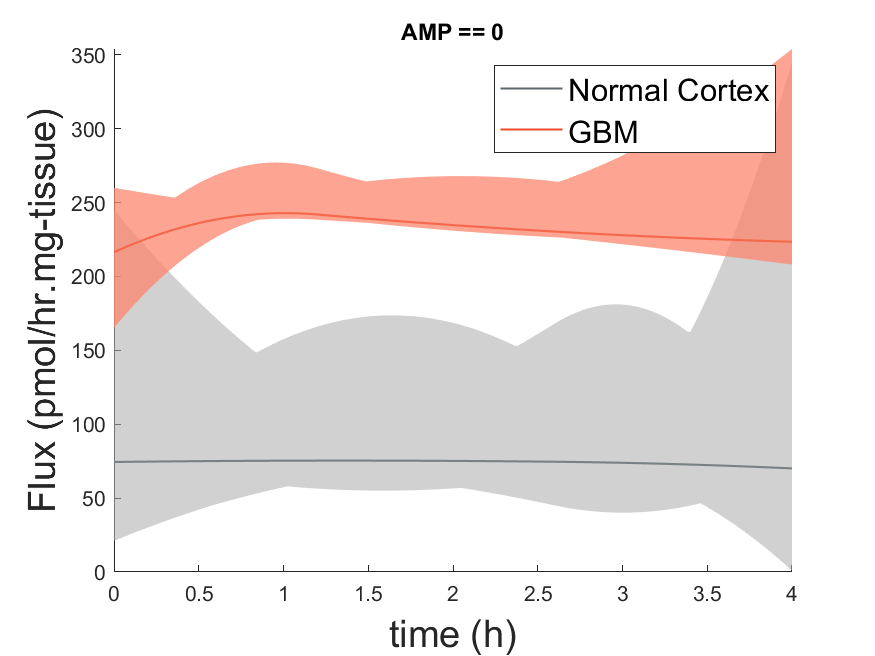 AMP == 0
Normal Cortex
GBM
Flux (pmol/hr.mg-tissue)
350
300
250
200
150
100
50
0
0 0.5 1 1.5 2 2.5 3 3.5 4
time (h)